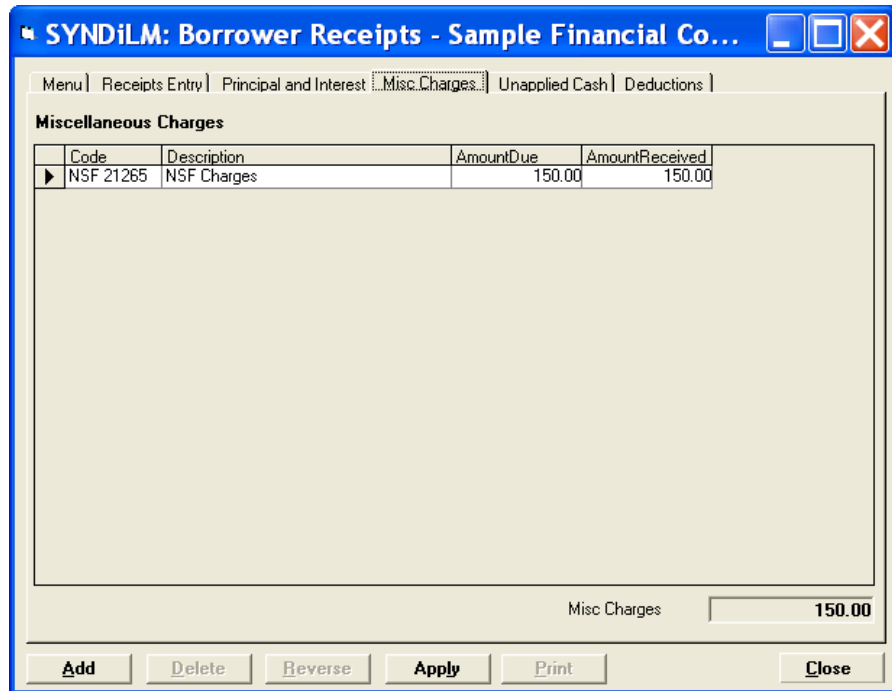 SYNDiLM: Borrower Receipts - Sample Financial Co...
Menu Receipts Entry Principal and Interest Misc Charges Unapplied Cash Deductions
Miscellaneous Charges
Code Description AmountDue AmountReceived
NSF 21265 NSF Charges 150.00 150.00
Misc Charges 150.00
Add Delete Reverse Apply Print Close